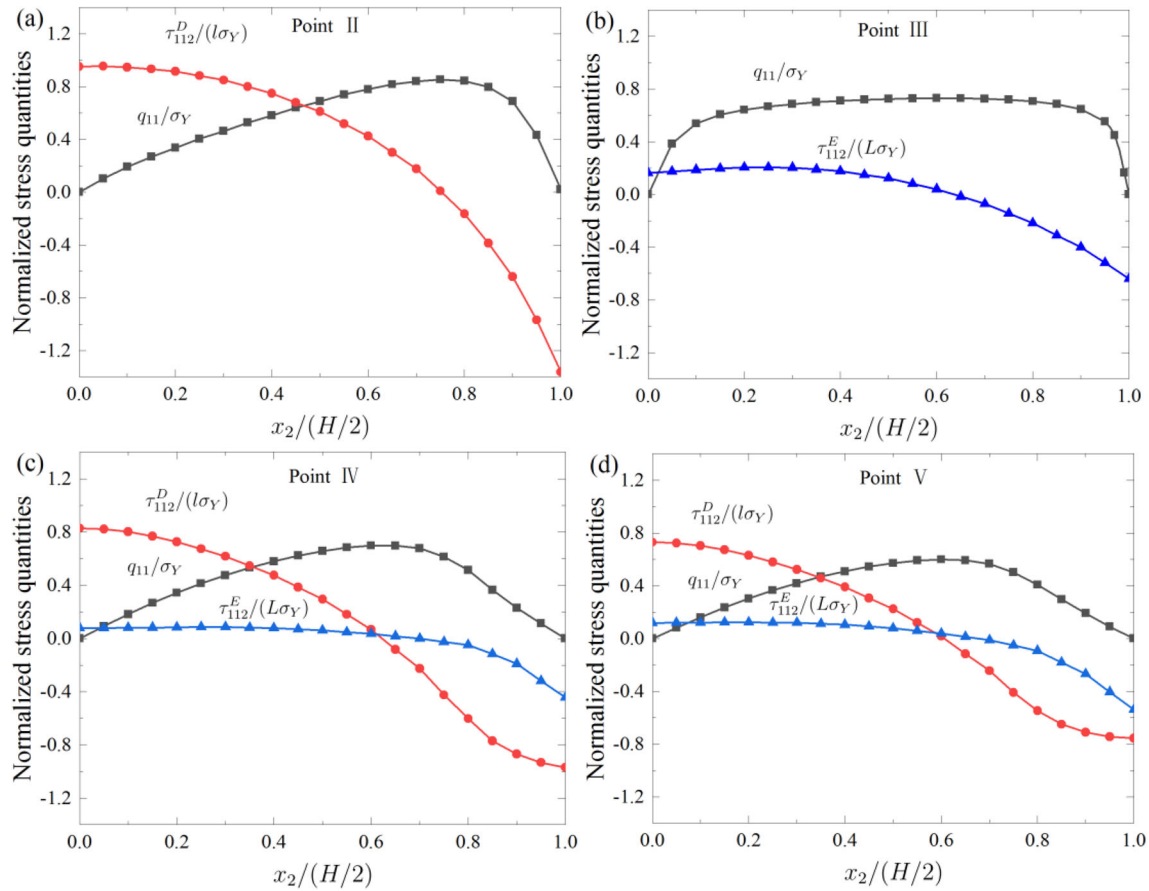 (a)
Point Ⅱ
τ^D_112/(lσ_Y)
q_11/σ_Y
1.2
0.8
0.4
0.0
-0.4
-0.8
-1.2
Normalized stress quantities
0.0 0.2 0.4 0.6 0.8 1.0
x_2/(H/2)
(b)
Point Ⅲ
q_11/σ_Y
τ^E_112/(Lσ_Y)
1.2
0.8
0.4
0.0
-0.4
-0.8
-1.2
Normalized stress quantities
0.0 0.2 0.4 0.6 0.8 1.0
x_2/(H/2)
(c)
Point Ⅳ
τ^D_112/(lσ_Y)
q_11/σ_Y
τ^E_112/(Lσ_Y)
1.2
0.8
0.4
0.0
-0.4
-0.8
-1.2
Normalized stress quantities
0.0 0.2 0.4 0.6 0.8 1.0
x_2/(H/2)
(d)
Point Ⅴ
τ^D_112/(lσ_Y)
q_11/σ_Y
τ^E_112/(Lσ_Y)
1.2
0.8
0.4
0.0
-0.4
-0.8
-1.2
Normalized stress quantities
0.0 0.2 0.4 0.6 0.8 1.0
x_2/(H/2)